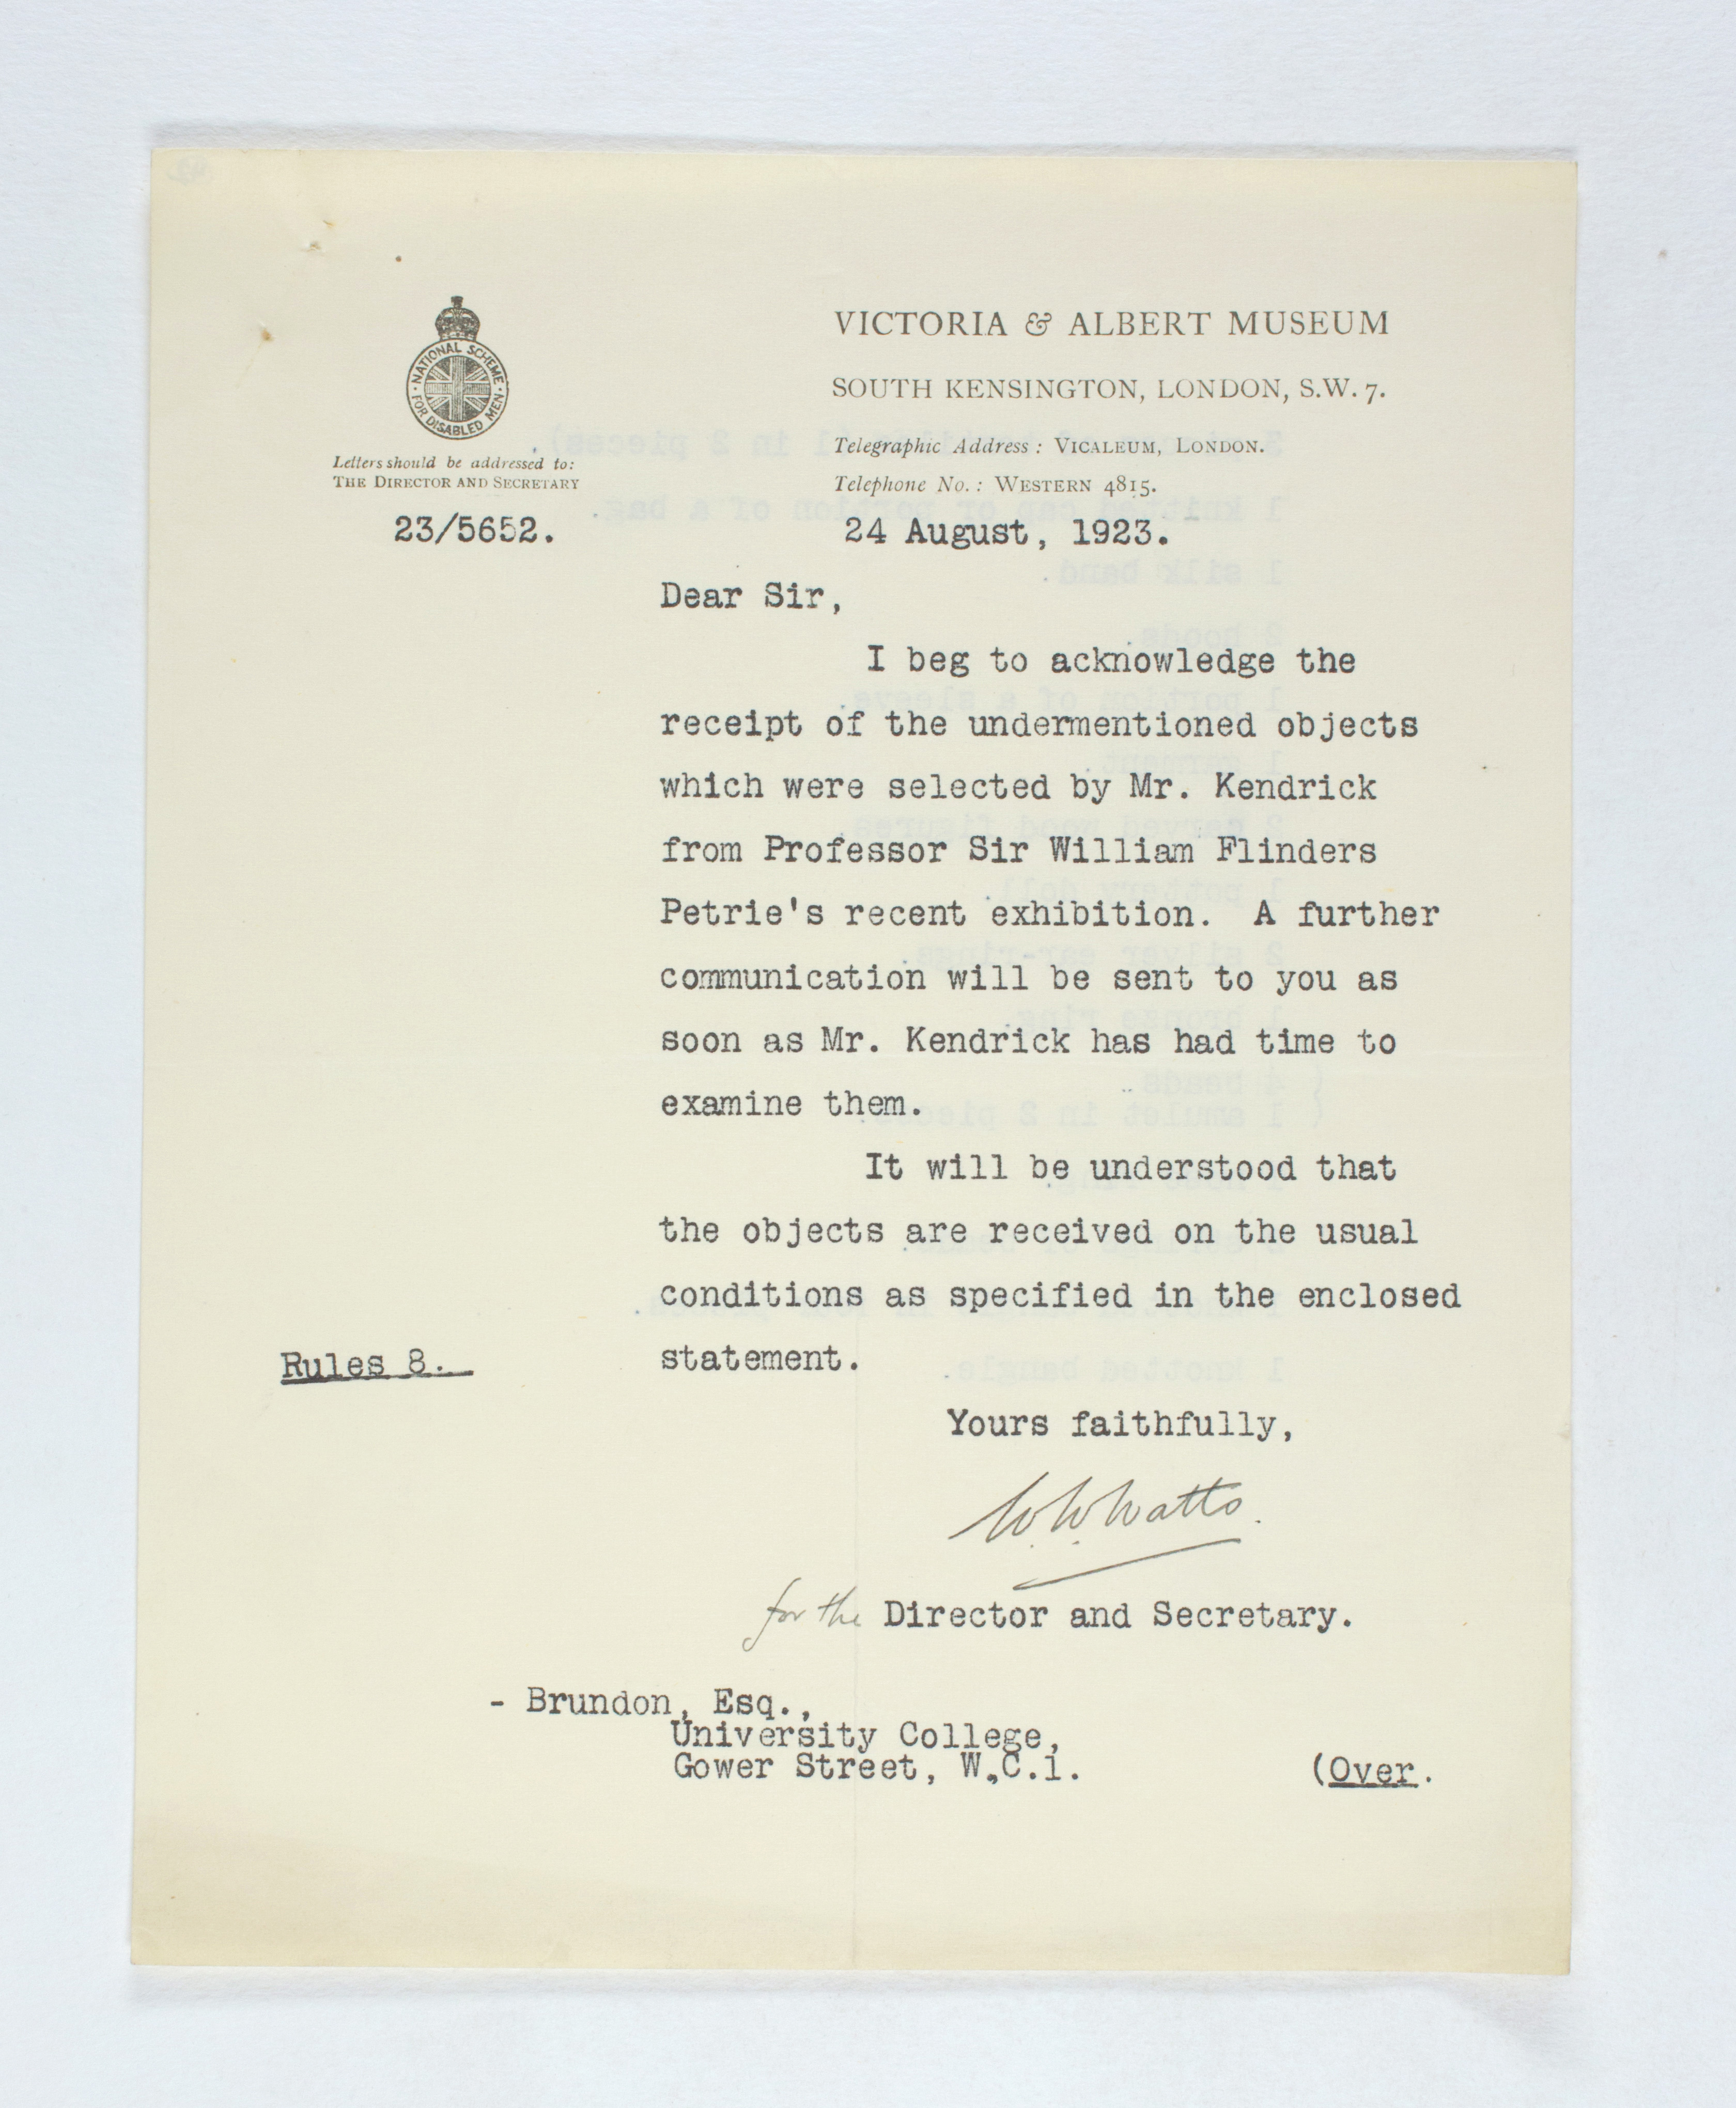 NATIONAL SCHEME
FOR DISABLED MEN
Letters should be addressed to:
THE DIRECTOR AND SECRETARY
VICTORIA & ALBERT MUSEUM
SOUTH KENSINGTON, LONDON, S.W. 7.
Telegraphic Address : VICALEUM, LONDON.
Telephone No. : WESTERN 4815.
23/5652.
24 August, 1923.
Dear Sir,
I beg to acknowledge the
receipt of the undermentioned objects
which were selected by Mr. Kendrick
from Professor Sir William Flinders
Petrie's recent exhibition. A further
communication will be sent to you as
soon as Mr. Kendrick has had time to
examine them.
It will be understood that
the objects are received on the usual
conditions as specified in the enclosed
statement.
Rules 8.
Yours faithfully,
W. W. Watts.
for the Director and Secretary.
- Brundon, Esq.,
University College,
Gower Street, W.C.1.
(Over.